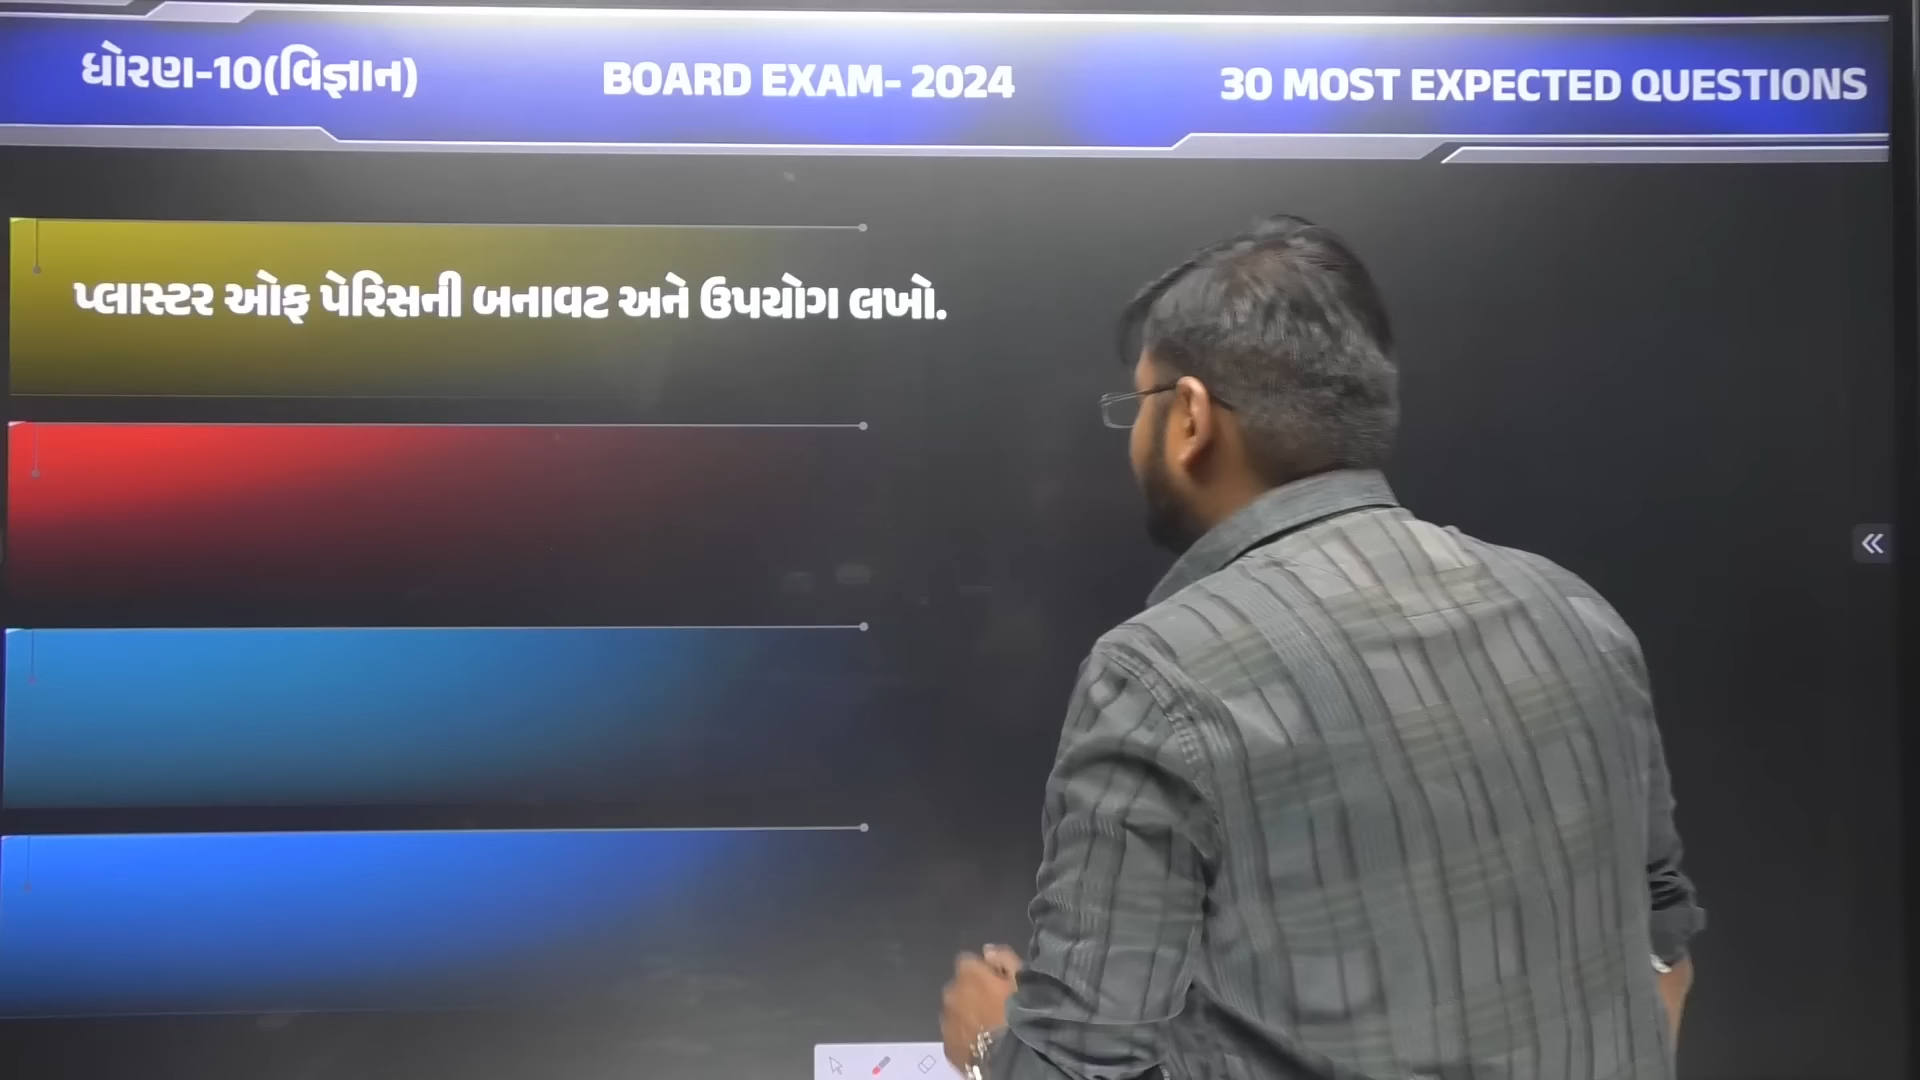 ધોરણ-10(વિજ્ઞાન)
BOARD EXAM- 2024
30 MOST EXPECTED QUESTIONS
પ્લાસ્ટર ઓફ પેરિસની બનાવટ અને ઉપયોગ લખો.